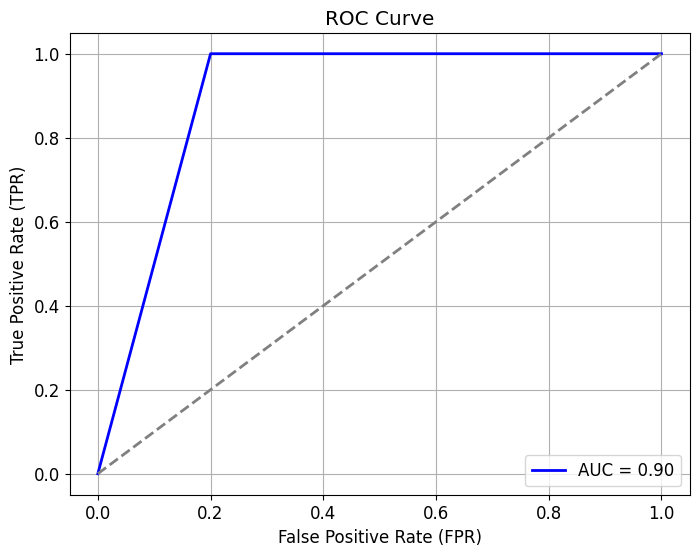 ROC Curve
True Positive Rate (TPR)
1.0
0.8
0.6
0.4
0.2
0.0
AUC = 0.90
0.0 0.2 0.4 0.6 0.8 1.0
False Positive Rate (FPR)